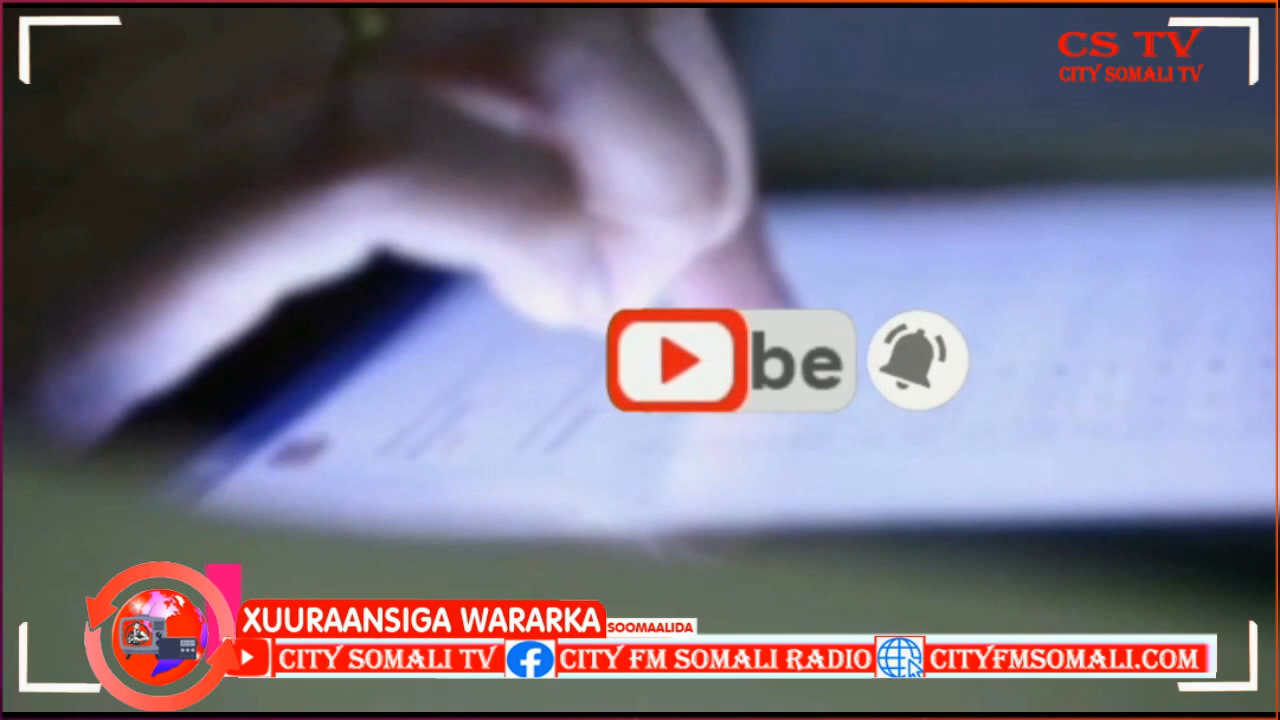 CS TV
CITY SOMALI TV
be
XUURAANSIGA WARARKA
SOOMAALIDA
CITY SOMALI TV
CITY FM SOMALI RADIO
CITYFMSOMALI.COM